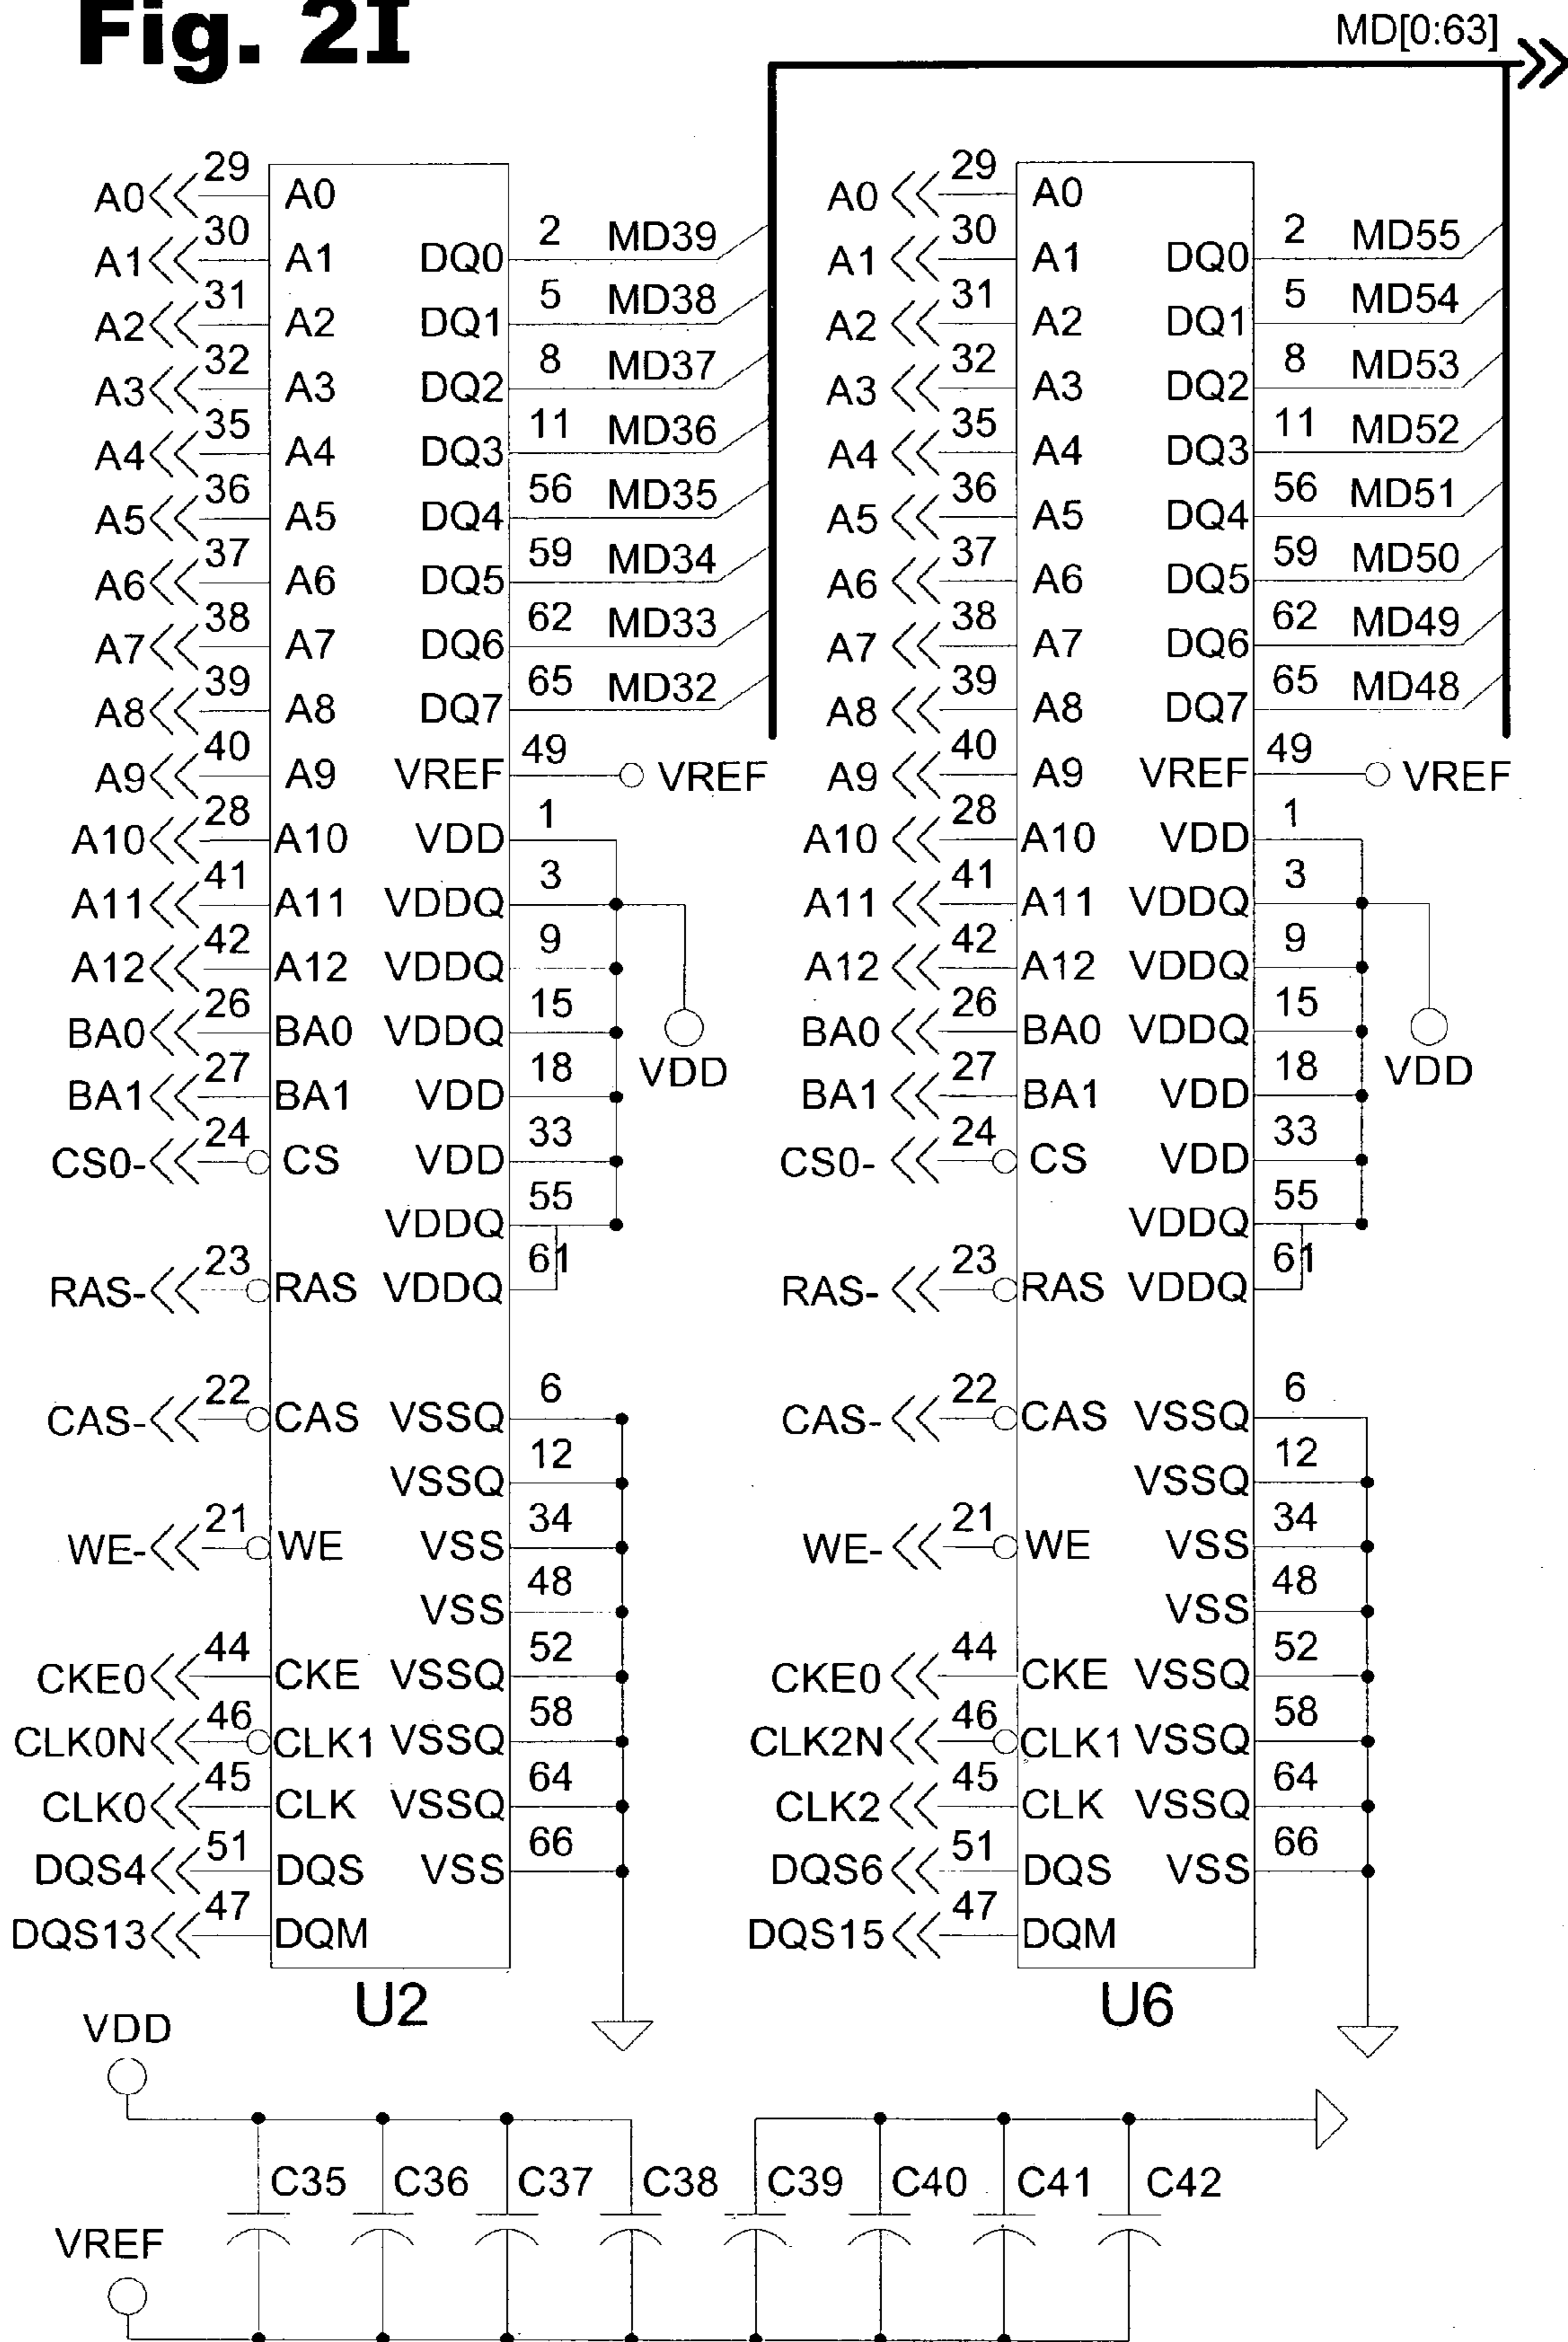 Fig. 2I
MD[0:63]
A0 29 A0
A1 30 A1 DQ0 2 MD39
A2 31 A2 DQ1 5 MD38
A3 32 A3 DQ2 8 MD37
A4 35 A4 DQ3 11 MD36
A5 36 A5 DQ4 56 MD35
A6 37 A6 DQ5 59 MD34
A7 38 A7 DQ6 62 MD33
A8 39 A8 DQ7 65 MD32
A9 40 A9 VREF 49 VREF
A10 28 A10 VDD 1
A11 41 A11 VDDQ 3
A12 42 A12 VDDQ 9
BA0 26 BA0 VDDQ 15
VDD
BA1 27 BA1 VDD 18
CS0- 24 CS VDD 33
VDDQ 55
RAS- 23 RAS VDDQ 61
CAS- 22 CAS VSSQ 6
VSSQ 12
WE- 21 WE VSS 34
VSS 48
CKE0 44 CKE VSSQ 52
CLK0N 46 CLK1 VSSQ 58
CLK0 45 CLK VSSQ 64
DQS4 51 DQS VSS 66
DQS13 47 DQM
U2
A0 29 A0
A1 30 A1 DQ0 2 MD55
A2 31 A2 DQ1 5 MD54
A3 32 A3 DQ2 8 MD53
A4 35 A4 DQ3 11 MD52
A5 36 A5 DQ4 56 MD51
A6 37 A6 DQ5 59 MD50
A7 38 A7 DQ6 62 MD49
A8 39 A8 DQ7 65 MD48
A9 40 A9 VREF 49 VREF
A10 28 A10 VDD 1
A11 41 A11 VDDQ 3
A12 42 A12 VDDQ 9
BA0 26 BA0 VDDQ 15
VDD
BA1 27 BA1 VDD 18
CS0- 24 CS VDD 33
VDDQ 55
RAS- 23 RAS VDDQ 61
CAS- 22 CAS VSSQ 6
VSSQ 12
WE- 21 WE VSS 34
VSS 48
CKE0 44 CKE VSSQ 52
CLK2N 46 CLK1 VSSQ 58
CLK2 45 CLK VSSQ 64
DQS6 51 DQS VSS 66
DQS15 47 DQM
U6
VDD
C35 C36 C37 C38 C39 C40 C41 C42
VREF